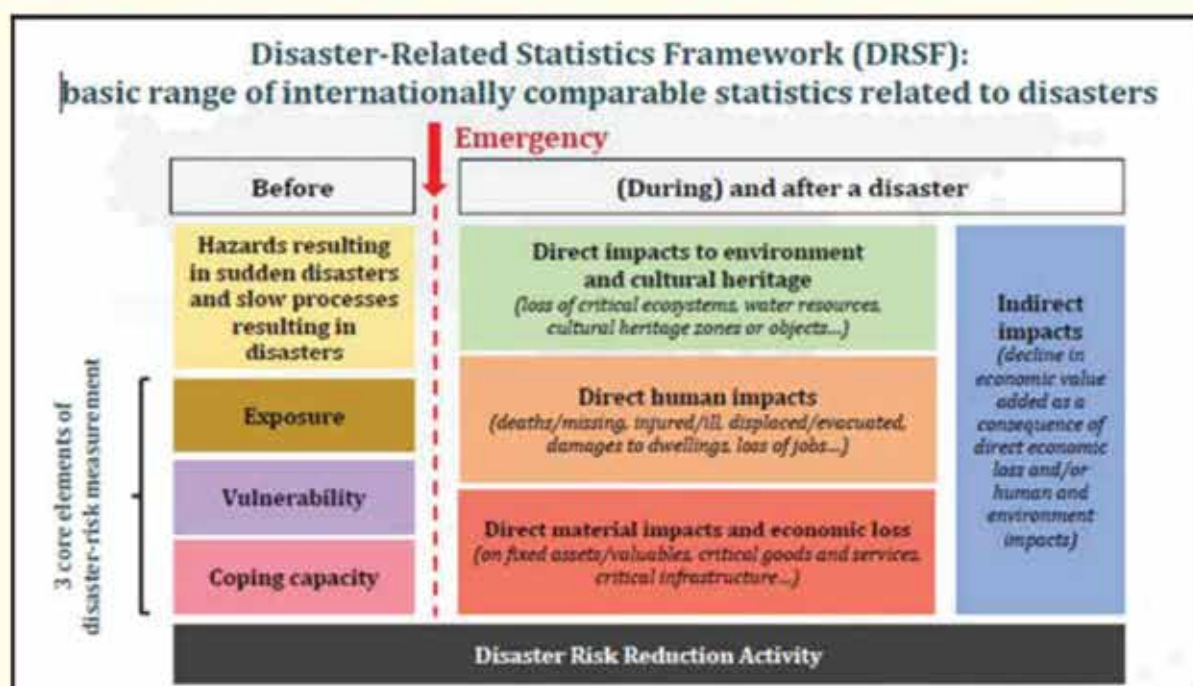 Disaster-Related Statistics Framework (DRSF):
basic range of internationally comparable statistics related to disasters
Emergency
Before
(During) and after a disaster
Hazards resulting
in sudden disasters
and slow processes
resulting in
disasters
3 core elements of
disaster-risk measurement
Exposure
Vulnerability
Coping capacity
Direct impacts to environment
and cultural heritage
(loss of critical ecosystems, water resources,
cultural heritage zones or objects...)
Direct human impacts
(deaths/missing, injured/ill, displaced/evacuated,
damages to dwellings, loss of jobs...)
Direct material impacts and economic loss
(on fixed assets/valuables, critical goods and services,
critical infrastructure...)
Indirect
impacts
(decline in
economic value
added as a
consequence of
direct economic
loss and/or
human and
environment
impacts)
Disaster Risk Reduction Activity